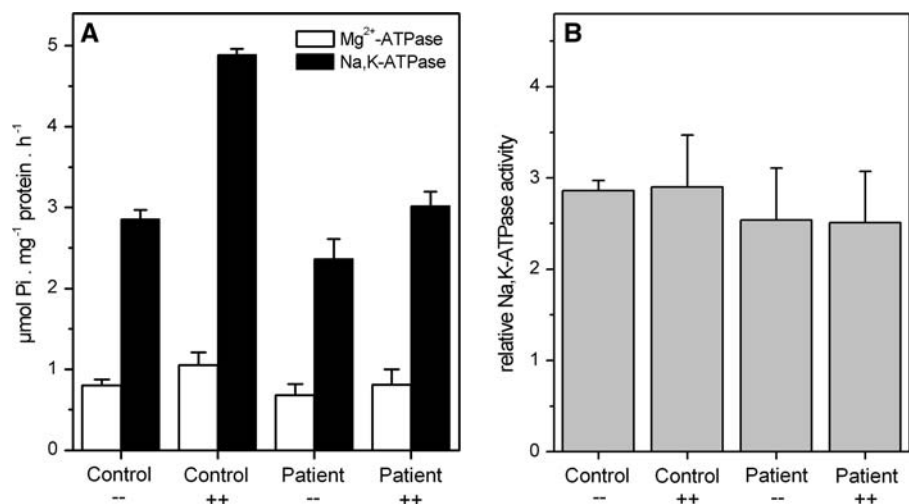 A
Mg²⁺-ATPase
Na,K-ATPase
µmol Pi . mg⁻¹ protein . h⁻¹
5
4
3
2
1
0
Control
--
Control
++
Patient
--
Patient
++
B
relative Na,K-ATPase activity
4
3
2
1
0
Control
--
Control
++
Patient
--
Patient
++